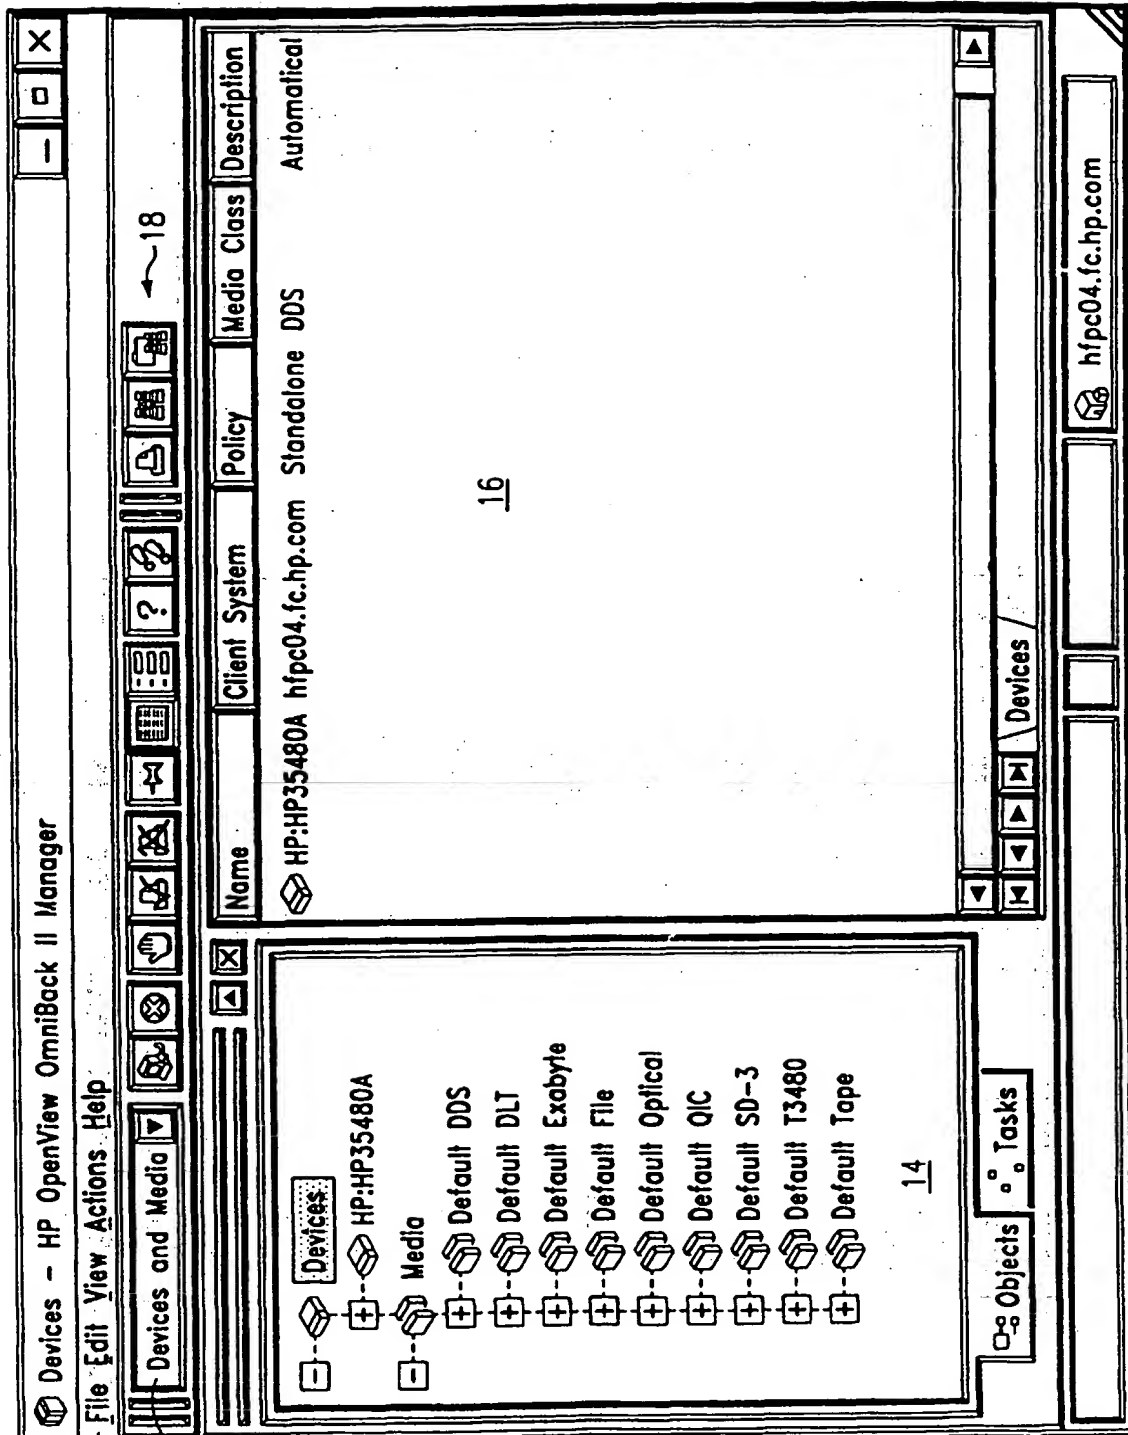 Devices - HP OpenView OmniBack II Manager
File Edit View Actions Help
Devices and Media
?
18
Devices
HP:HP35480A
Media
Default DDS
Default DLT
Default Exabyte
Default File
Default Optical
Default QIC
Default SD-3
Default T3480
Default Tape
14
Objects
Tasks
Name Client System Policy Media Class Description
HP:HP35480A hfpc04.fc.hp.com Standalone DDS Automatical
16
Devices
hfpc04.fc.hp.com